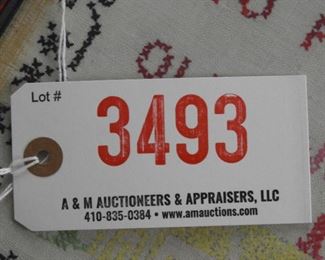 Lot #
3493
A & M AUCTIONEERS & APPRAISERS, LLC
410-835-0384 • www.amauctions.com